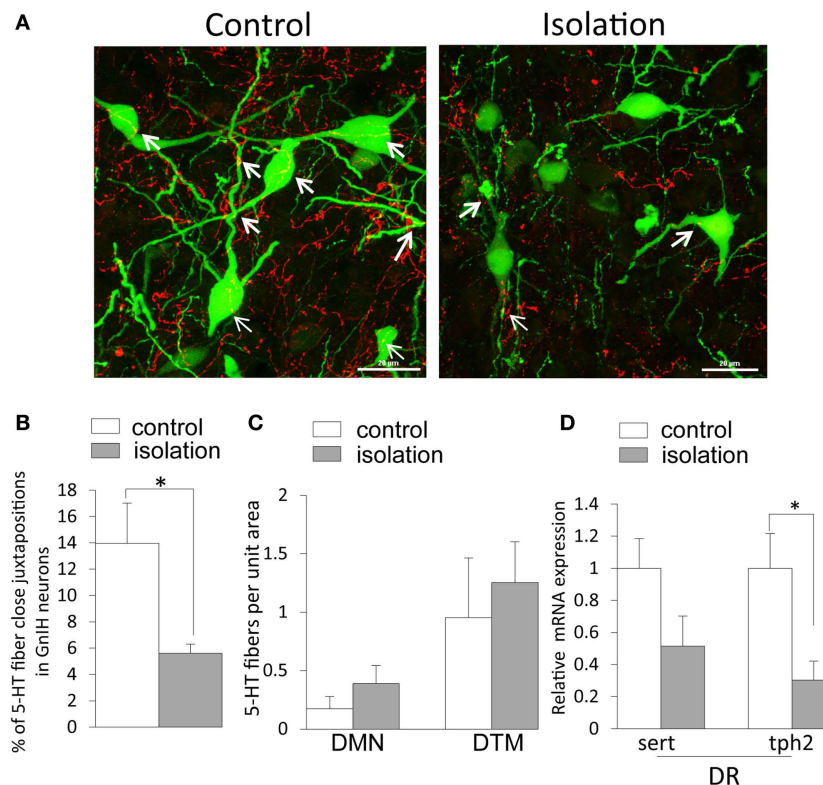 A
Control
Isolation
20 μm
20 μm
B
control
isolation
% of 5-HT fiber close juxtapositions
in GnIH neurons
18
16
14
12
10
8
6
4
2
0
*
C
control
isolation
5-HT fibers per unit area
2
1.5
1
0.5
0
DMN
DTM
D
control
isolation
Relative mRNA expression
1.4
1.2
1
0.8
0.6
0.4
0.2
0
*
sert
tph2
DR